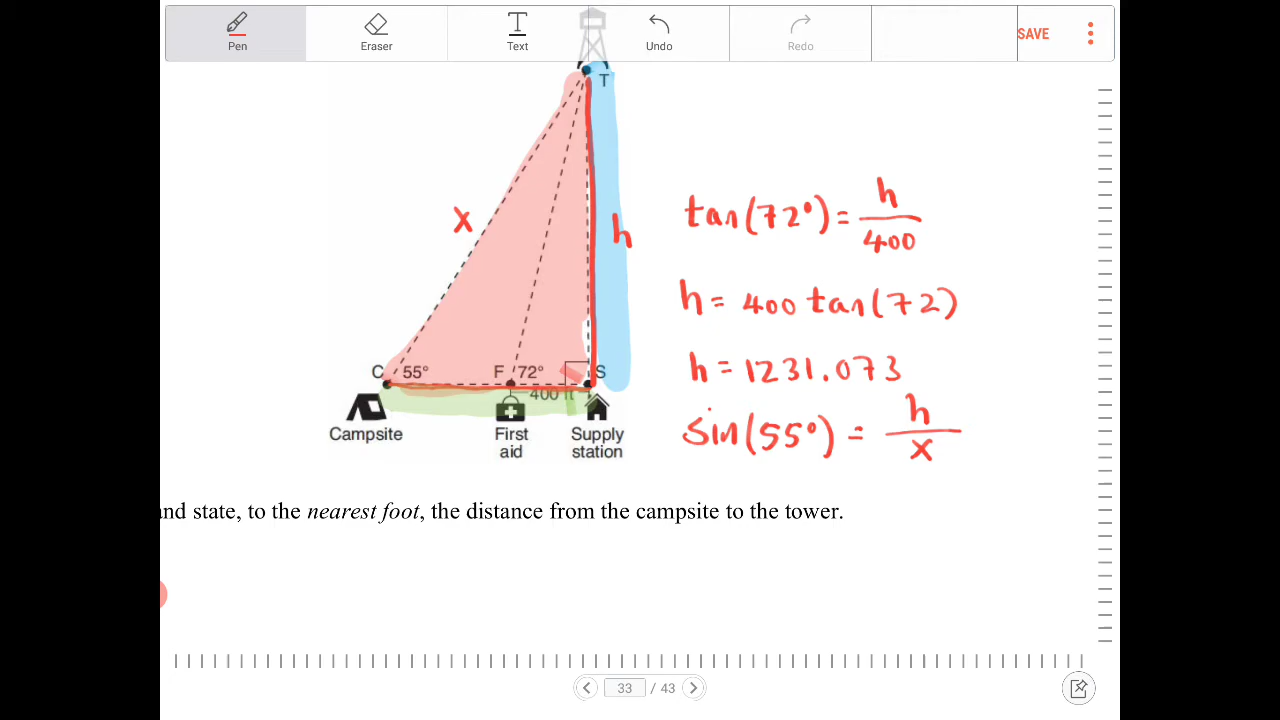 Pen
Eraser
Text
Undo
Redo
SAVE
T
x
h
tan(72°) = h/400
h = 400 tan(72)
h = 1231.073
sin(55°) = h/x
C 55° F 72° S
400 ft
Campsite
First aid
Supply station
and state, to the nearest foot, the distance from the campsite to the tower.
33 / 43